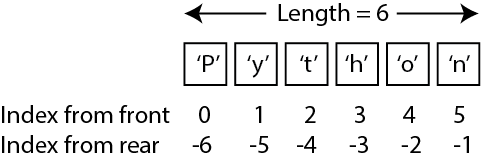 Length = 6
‘P’ ‘y’ ‘t’ ‘h’ ‘o’ ‘n’
Index from front 0 1 2 3 4 5
Index from rear -6 -5 -4 -3 -2 -1